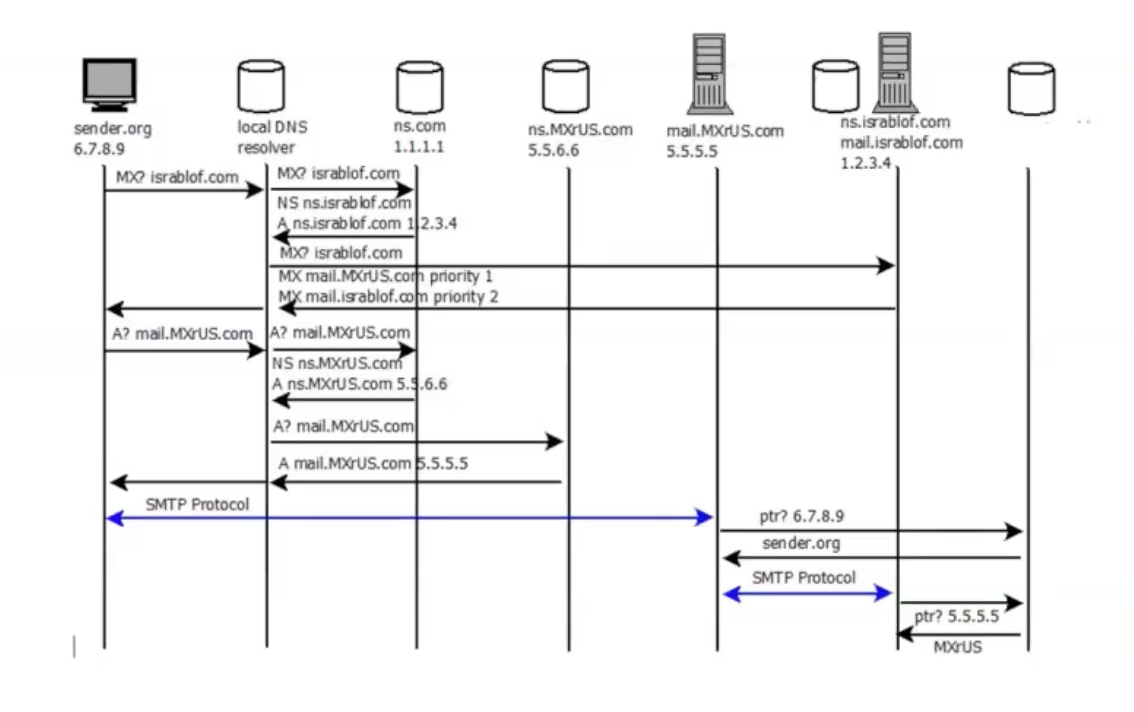 sender.org
6.7.8.9
local DNS
resolver
ns.com
1.1.1.1
ns.MXrUS.com
5.5.6.6
mail.MXrUS.com
5.5.5.5
ns.israblof.com
mail.israblof.com
1.2.3.4
MX? israblof.com
MX? israblof.com
NS ns.israblof.com
A ns.israblof.com 1.2.3.4
MX? israblof.com
MX mail.MXrUS.com priority 1
MX mail.israblof.com priority 2
A? mail.MXrUS.com
A? mail.MXrUS.com
NS ns.MXrUS.com
A ns.MXrUS.com 5.5.6.6
A? mail.MXrUS.com
A mail.MXrUS.com 5.5.5.5
SMTP Protocol
ptr? 6.7.8.9
sender.org
SMTP Protocol
ptr? 5.5.5.5
MXrUS